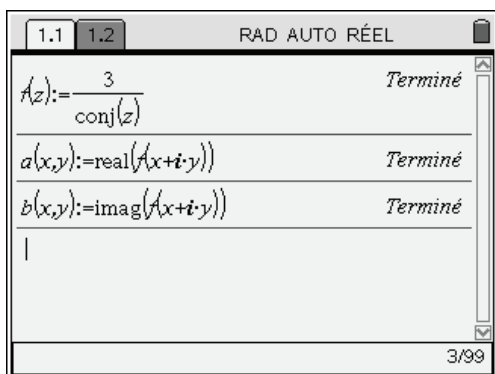 1.1 1.2 RAD AUTO RÉEL
f(z):=3/conj(z) Terminé
a(x,y):=real(f(x+i·y)) Terminé
b(x,y):=imag(f(x+i·y)) Terminé
3/99